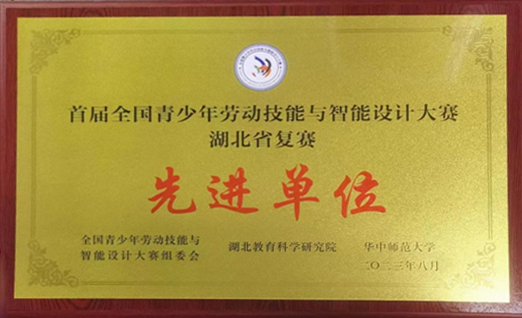 首届全国青少年劳动技能与智能设计大赛
湖北省复赛
先进单位
全国青少年劳动技能与
智能设计大赛组委会
湖北教育科学研究院
华中师范大学
二〇二三年八月